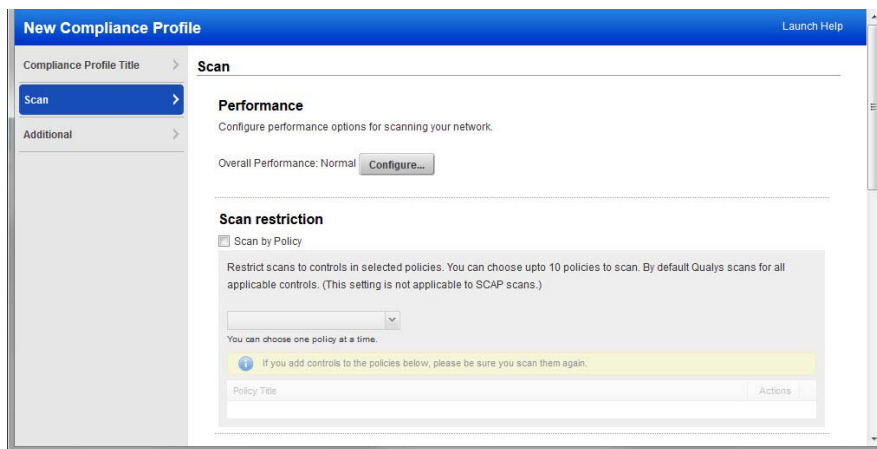 New Compliance Profile
Launch Help
Compliance Profile Title
Scan
Additional
Scan
Performance
Configure performance options for scanning your network.
Overall Performance: Normal Configure...
Scan restriction
Scan by Policy
Restrict scans to controls in selected policies. You can choose upto 10 policies to scan. By default Qualys scans for all
applicable controls. (This setting is not applicable to SCAP scans.)
You can choose one policy at a time.
If you add controls to the policies below, please be sure you scan them again.
Policy Title Actions